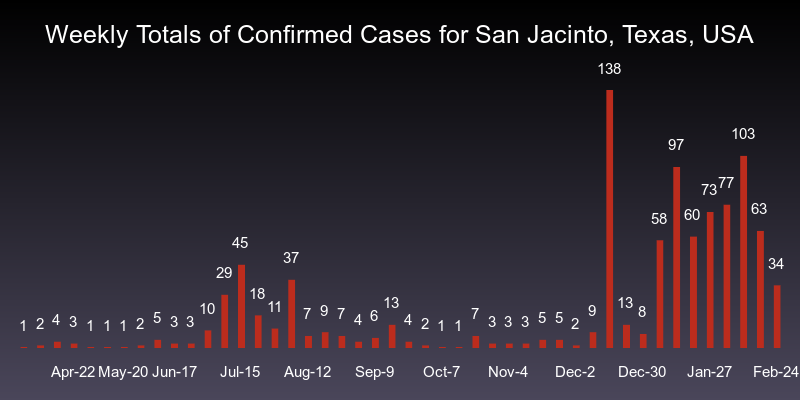 Weekly Totals of Confirmed Cases for San Jacinto, Texas, USA
1 2 4 3 1 1 1 2 5 3 3 10 29 45 18 11 37 7 9 7 4 6 13 4 2 1 1 7 3 3 3 5 5 2 9 138 13 8 58 97 60 73 77 103 63 34
Apr-22 May-20 Jun-17 Jul-15 Aug-12 Sep-9 Oct-7 Nov-4 Dec-2 Dec-30 Jan-27 Feb-24